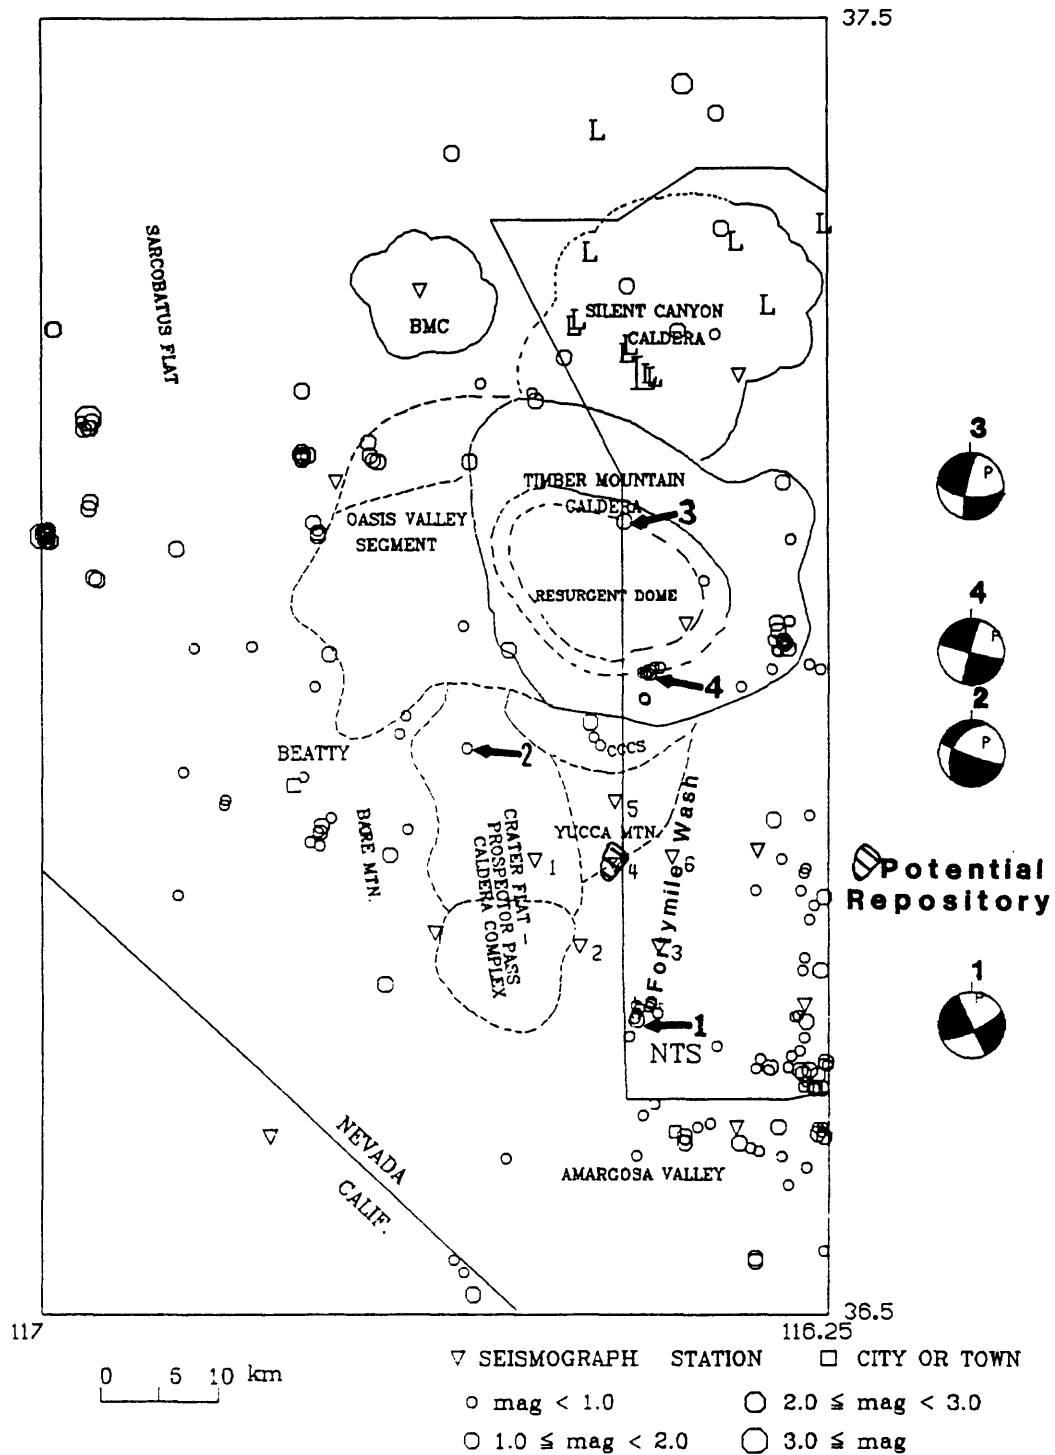 37.5
L
L
L
L
L
SARCOBATUS FLAT
BMC
SILENT CANYON
CALDERA
L
L
L
L
L
L
L
3
P
TIMBER MOUNTAIN
CALDERA
3
OASIS VALLEY
SEGMENT
RESURGENT DOME
4
P
4
2
P
CCCS
BEATTY
2
5
YUCCA MTN.
BARE MTN.
CRATER FLAT -
PROSPECTOR PASS
CALDERA COMPLEX
1
4
6
Fortymile Wash
Potential
Repository
2
3
1
P
1
NTS
NEVADA
CALIF.
AMARGOSA VALLEY
36.5
117
116.25
0 5 10 km
SEISMOGRAPH STATION
CITY OR TOWN
mag < 1.0
2.0 ≦ mag < 3.0
1.0 ≦ mag < 2.0
3.0 ≦ mag